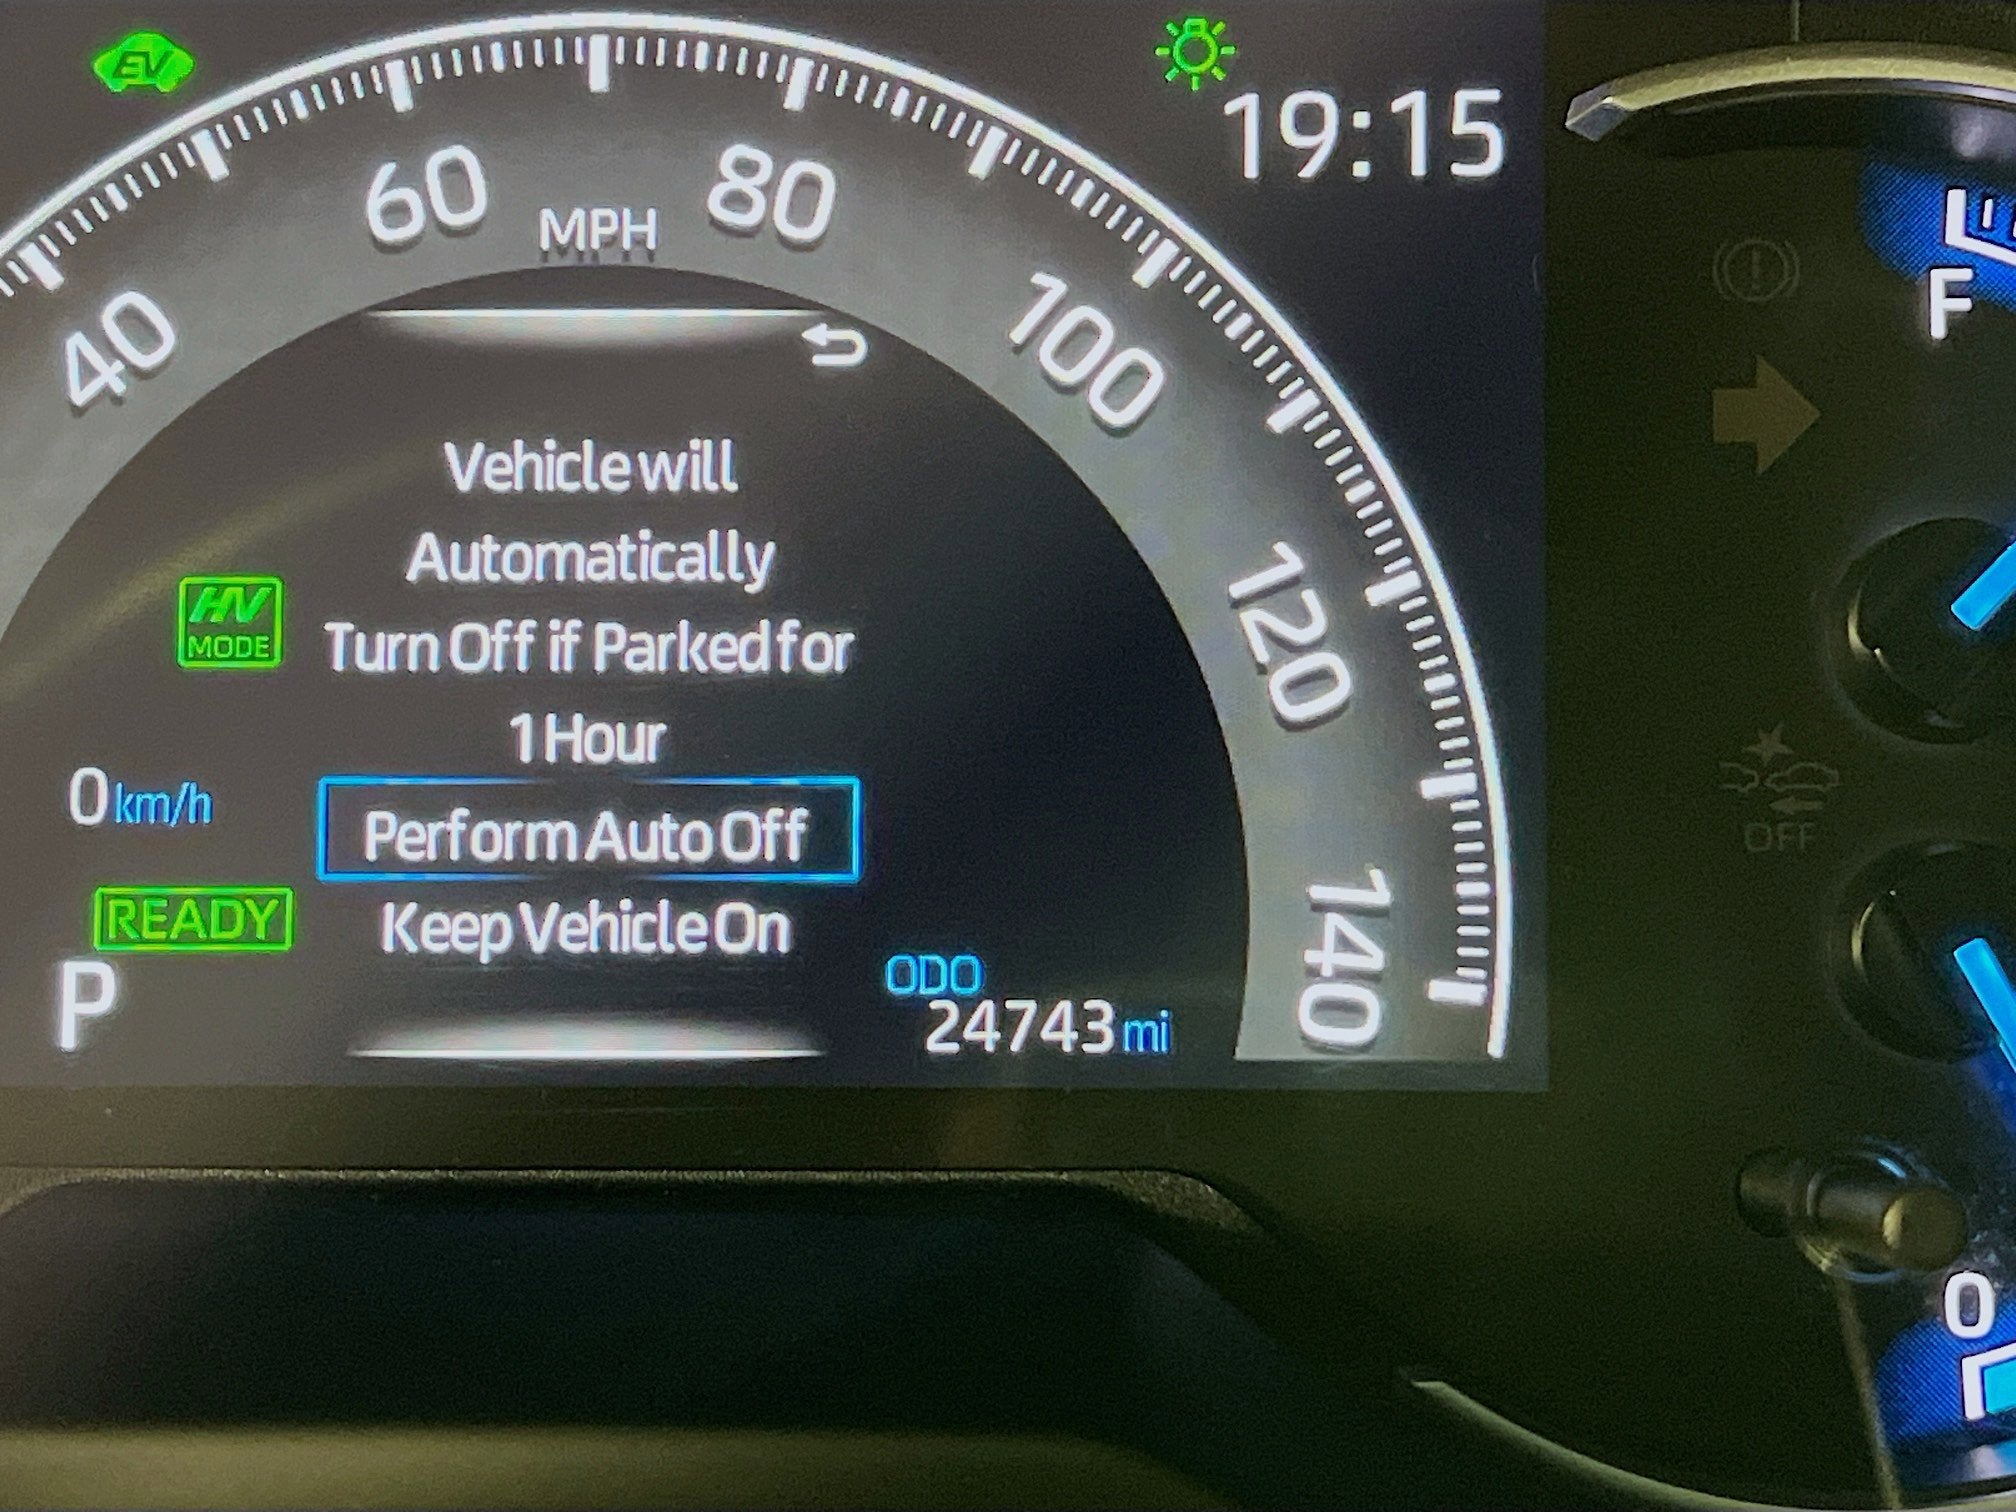 EV
19:15
60
MPH
80
40
100
F
Vehicle will
Automatically
Turn Off if Parked for
1 Hour
HV
MODE
120
0 km/h
Perform Auto Off
OFF
READY
Keep Vehicle On
140
P
ODO
24743 mi
0